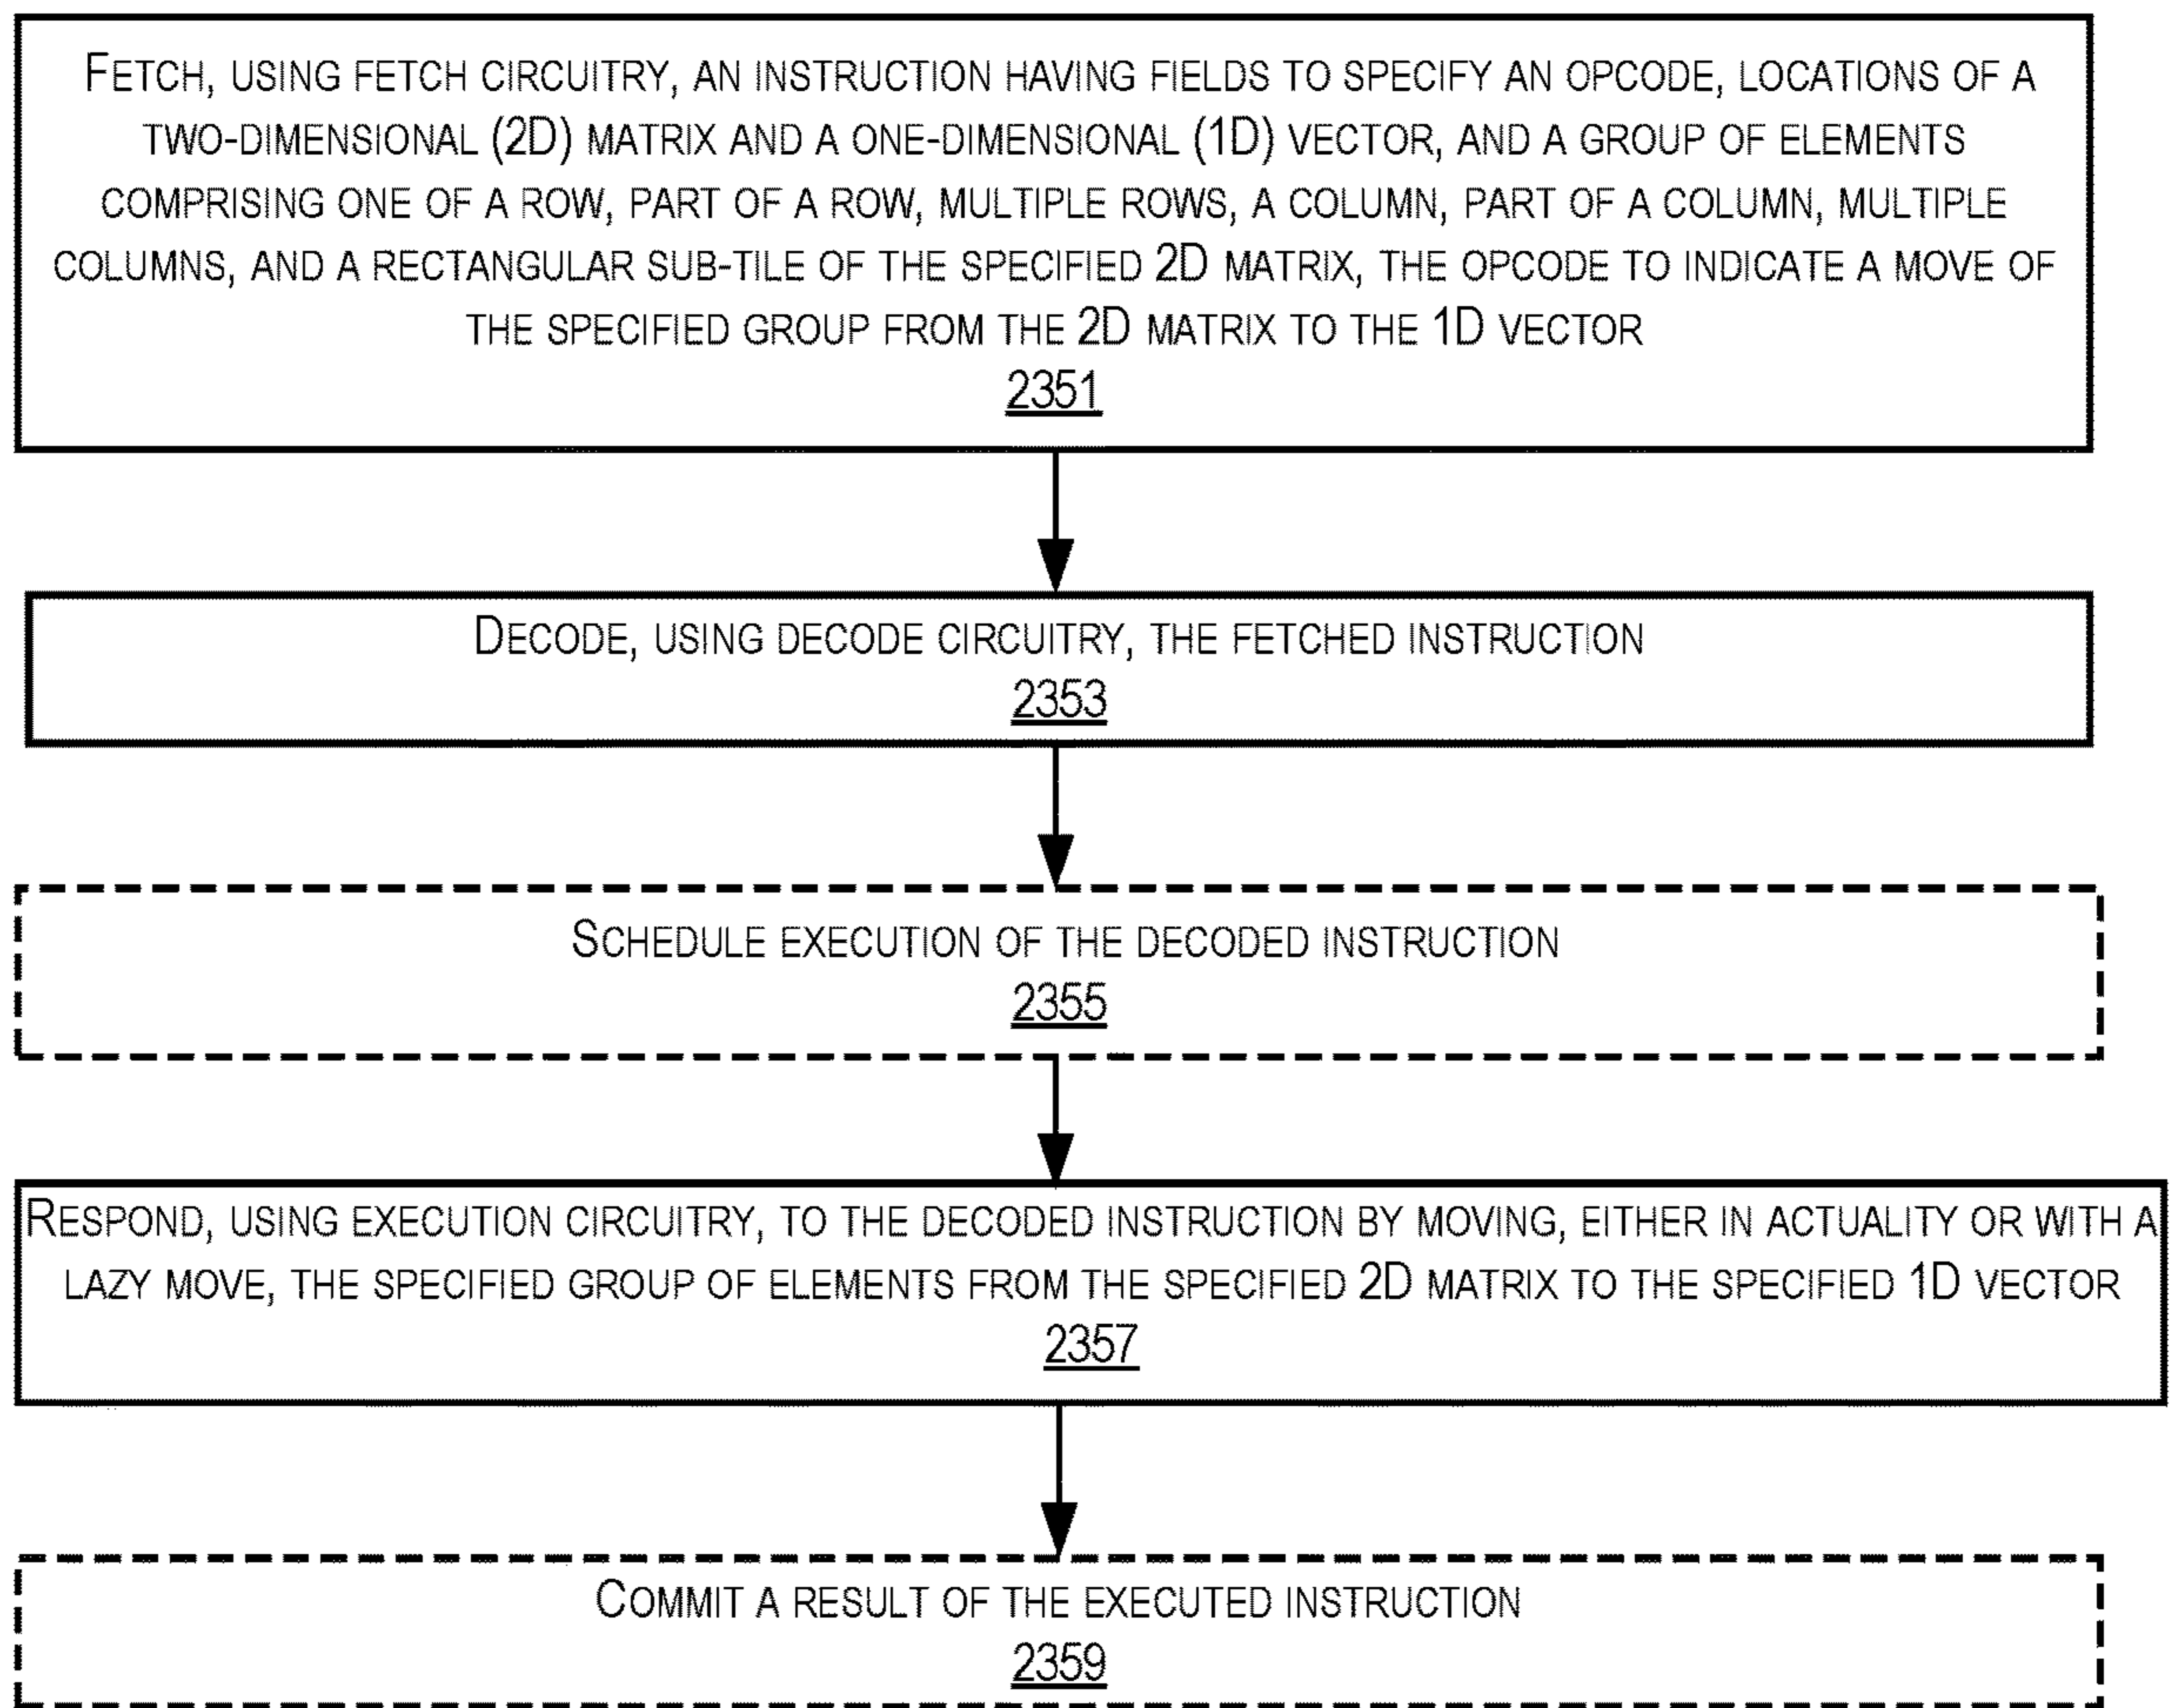 FETCH, USING FETCH CIRCUITRY, AN INSTRUCTION HAVING FIELDS TO SPECIFY AN OPCODE, LOCATIONS OF A
TWO-DIMENSIONAL (2D) MATRIX AND A ONE-DIMENSIONAL (1D) VECTOR, AND A GROUP OF ELEMENTS
COMPRISING ONE OF A ROW, PART OF A ROW, MULTIPLE ROWS, A COLUMN, PART OF A COLUMN, MULTIPLE
COLUMNS, AND A RECTANGULAR SUB-TILE OF THE SPECIFIED 2D MATRIX, THE OPCODE TO INDICATE A MOVE OF
THE SPECIFIED GROUP FROM THE 2D MATRIX TO THE 1D VECTOR
2351
DECODE, USING DECODE CIRCUITRY, THE FETCHED INSTRUCTION
2353
SCHEDULE EXECUTION OF THE DECODED INSTRUCTION
2355
RESPOND, USING EXECUTION CIRCUITRY, TO THE DECODED INSTRUCTION BY MOVING, EITHER IN ACTUALITY OR WITH A
LAZY MOVE, THE SPECIFIED GROUP OF ELEMENTS FROM THE SPECIFIED 2D MATRIX TO THE SPECIFIED 1D VECTOR
2357
COMMIT A RESULT OF THE EXECUTED INSTRUCTION
2359